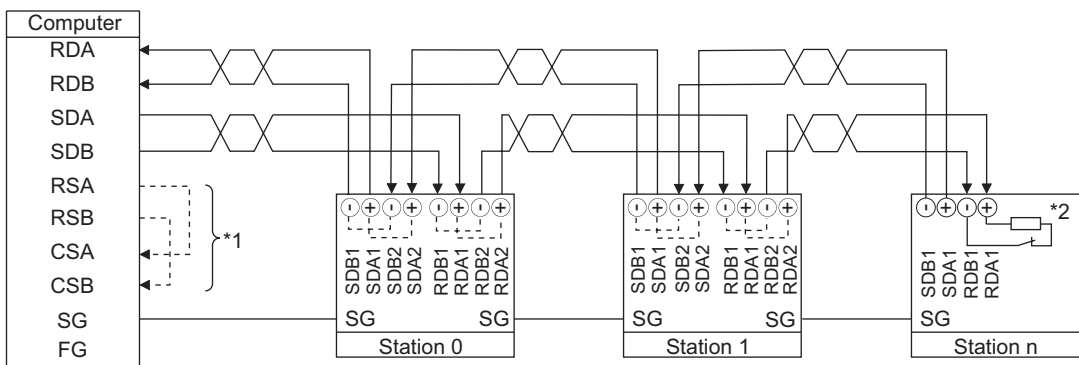 Computer
RDA
RDB
SDA
SDB
RSA
RSB
CSA
CSB
SG
FG
*1
- + - + - + - +
SDB1
SDA1
SDB2
SDA2
RDB1
RDA1
RDB2
RDA2
SG SG
Station 0
- + - + - + - +
SDB1
SDA1
SDB2
SDA2
RDB1
RDA1
RDB2
RDA2
SG SG
Station 1
- + - +
*2
SDB1
SDA1
RDB1
RDA1
SG
Station n